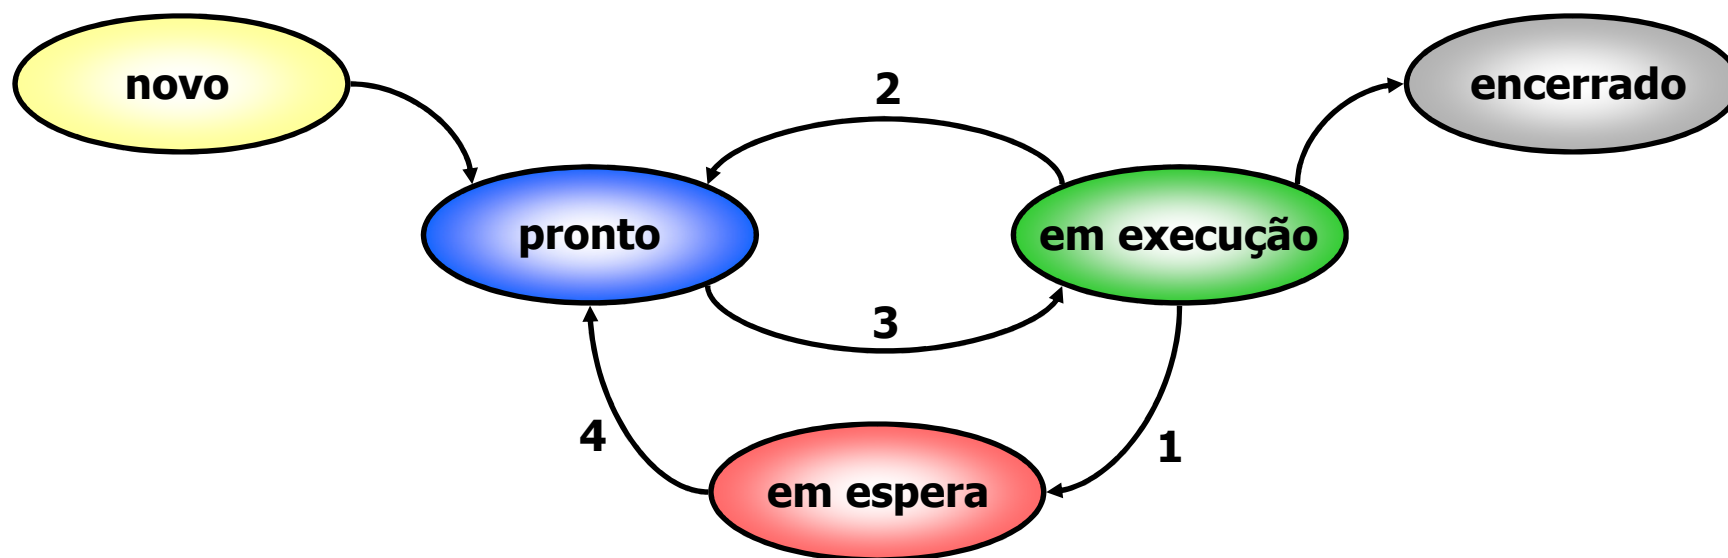 novo
2
encerrado
pronto
em execução
3
4
1
em espera